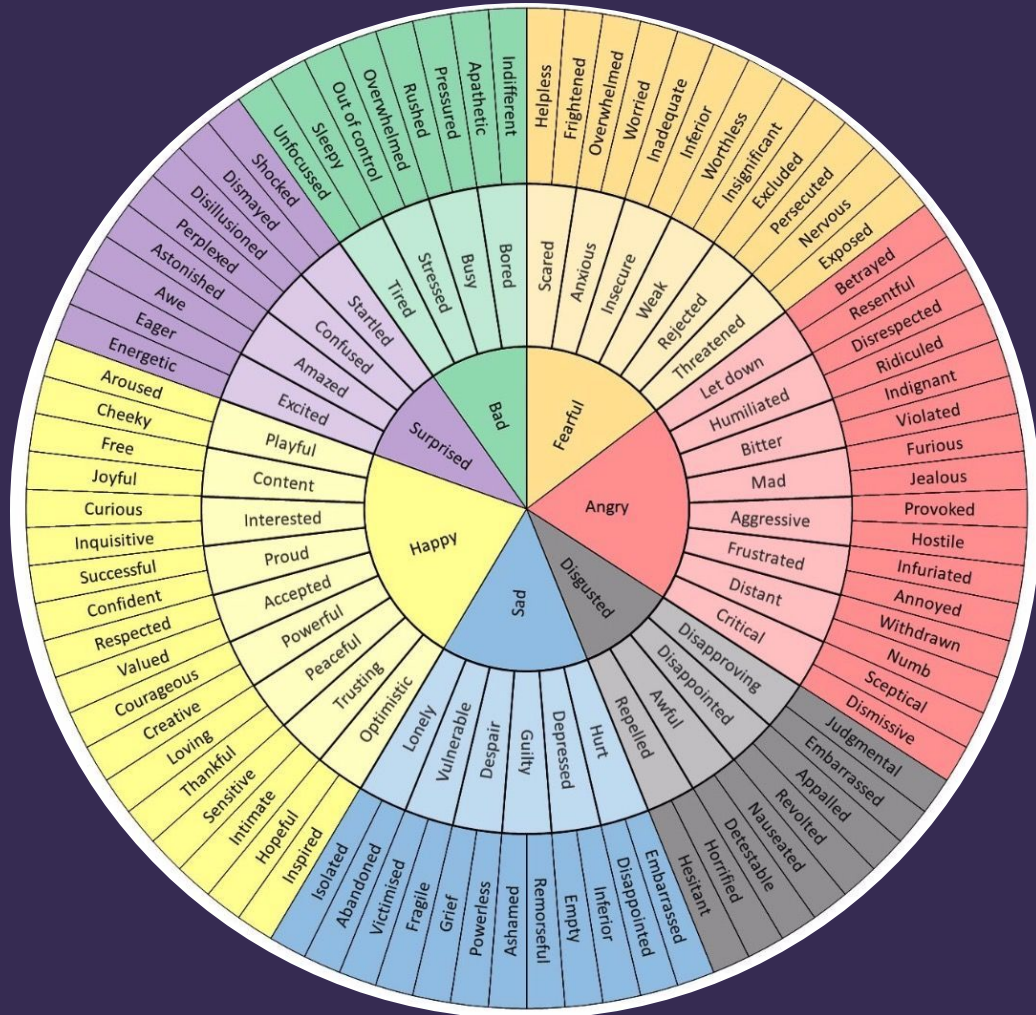 Fearful
Angry
Disgusted
Sad
Happy
Surprised
Bad
Scared
Anxious
Insecure
Weak
Rejected
Threatened
Let down
Humiliated
Bitter
Mad
Aggressive
Frustrated
Distant
Critical
Disapproving
Disappointed
Awful
Repelled
Hurt
Depressed
Guilty
Despair
Vulnerable
Lonely
Optimistic
Trusting
Peaceful
Powerful
Accepted
Proud
Interested
Content
Playful
Excited
Amazed
Confused
Startled
Tired
Stressed
Busy
Bored
Helpless
Frightened
Overwhelmed
Worried
Inadequate
Inferior
Worthless
Insignificant
Excluded
Persecuted
Nervous
Exposed
Betrayed
Resentful
Disrespected
Ridiculed
Indignant
Violated
Furious
Jealous
Provoked
Hostile
Infuriated
Annoyed
Withdrawn
Numb
Sceptical
Dismissive
Judgmental
Embarrassed
Appalled
Revolted
Nauseated
Detestable
Horrified
Hesitant
Embarrassed
Disappointed
Inferior
Empty
Remorseful
Ashamed
Powerless
Grief
Fragile
Victimised
Abandoned
Isolated
Inspired
Hopeful
Intimate
Sensitive
Thankful
Loving
Creative
Courageous
Valued
Respected
Confident
Successful
Inquisitive
Curious
Joyful
Free
Cheeky
Aroused
Energetic
Eager
Awe
Astonished
Perplexed
Disillusioned
Dismayed
Shocked
Unfocussed
Sleepy
Out of control
Overwhelmed
Rushed
Pressured
Apathetic
Indifferent